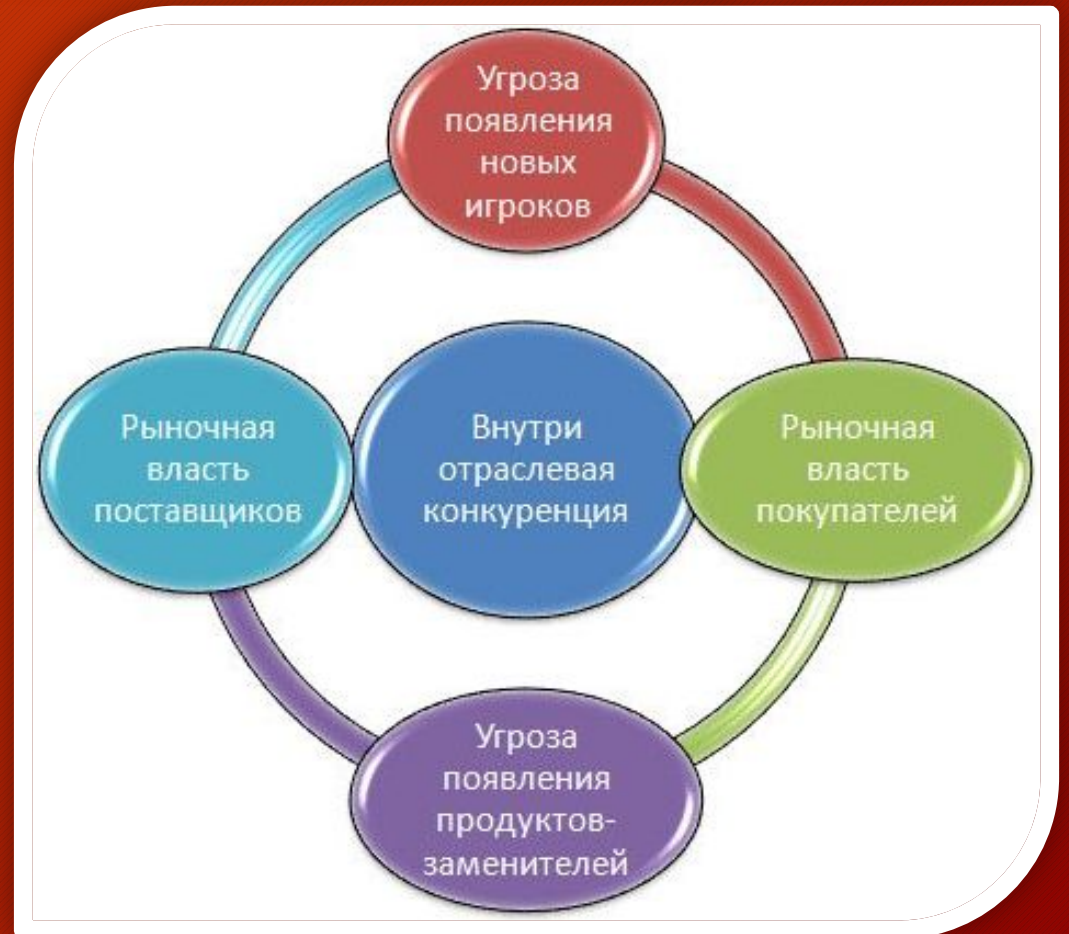 Угроза
появления
новых
игроков
Рыночная
власть
поставщиков
Внутри
отраслевая
конкуренция
Рыночная
власть
покупателей
Угроза
появления
продуктов-
заменителей